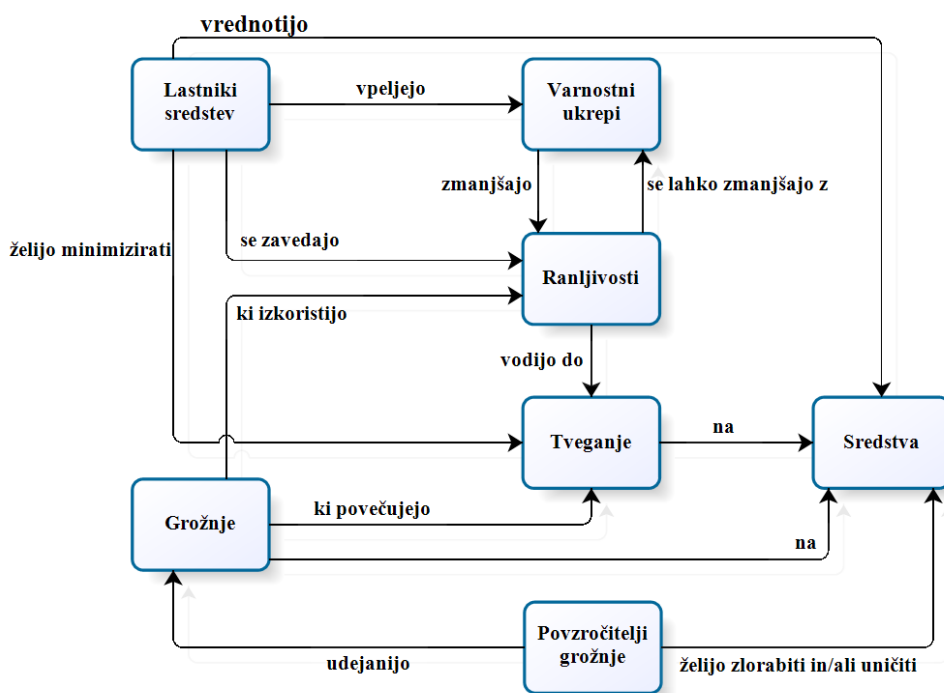 vrednotijo
Lastniki
sredstev
vpeljejo
Varnostni
ukrepi
zmanjšajo
se lahko zmanjšajo z
želijo minimizirati
se zavedajo
Ranljivosti
ki izkoristijo
vodijo do
Tveganje
na
Sredstva
Grožnje
ki povečujejo
na
Povzročitelji
grožnje
udejanijo
želijo zlorabiti in/ali uničiti